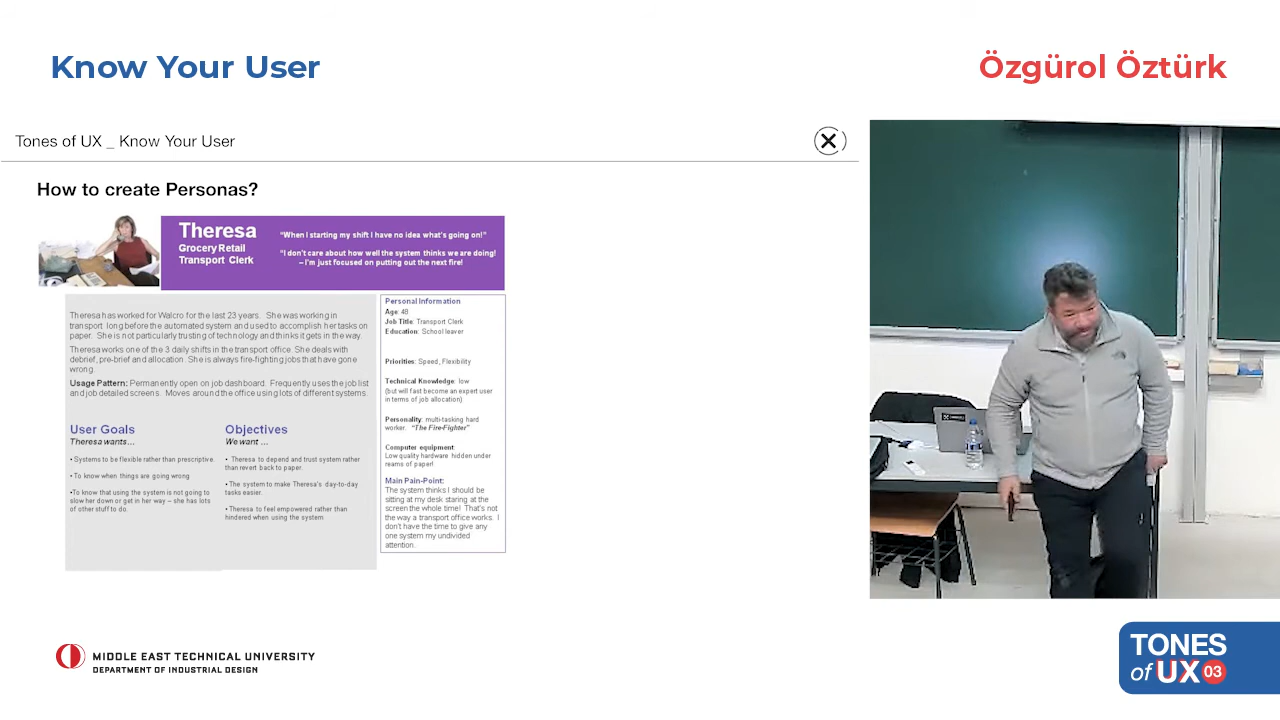 Know Your User
Özgürol Öztürk
Tones of UX _ Know Your User
How to create Personas?
Theresa
Grocery Retail
Transport Clerk
"When I starting my shift I have no idea what's going on!"
"I don't care about how well the system thinks we are doing!
– I'm just focused on putting out the next fire!
Theresa has worked for Walcro for the last 23 years. She was working in
transport long before the automated system and used to accomplish her tasks on
paper. She is not particularly trusting of technology and thinks it gets in the way.
Theresa works one of the 3 daily shifts in the transport office. She deals with
debrief, pre-brief and allocation. She is always fire-fighting jobs that have gone
wrong.
Usage Pattern: Permanently open on job dashboard. Frequently uses the job list
and job detailed screens. Moves around the office using lots of different systems.
User Goals
Theresa wants…
• Systems to be flexible rather than prescriptive.
• To know when things are going wrong
•To know that using the system is not going to
slow her down or get in her way – she has lots
of other stuff to do.
Objectives
We want …
• Theresa to depend and trust system rather
than revert back to paper.
• The system to make Theresa's day-to-day
tasks easier.
• Theresa to feel empowered rather than
hindered when using the system.
Personal Information
Age: 48
Job Title: Transport Clerk
Education: School leaver
Priorities: Speed, Flexibility
Technical Knowledge: low
(but will fast become an expert user
in terms of job allocation)
Personality: multi-tasking hard
worker. "The Fire-Fighter"
Computer equipment:
Low quality hardware hidden under
reams of paper!
Main Pain-Point:
The system thinks I should be
sitting at my desk staring at the
screen the whole time! That's not
the way a transport office works. I
don't have the time to give any
one system my undivided
attention.
MIDDLE EAST TECHNICAL UNIVERSITY
DEPARTMENT OF INDUSTRIAL DESIGN
TONES
of UX 03